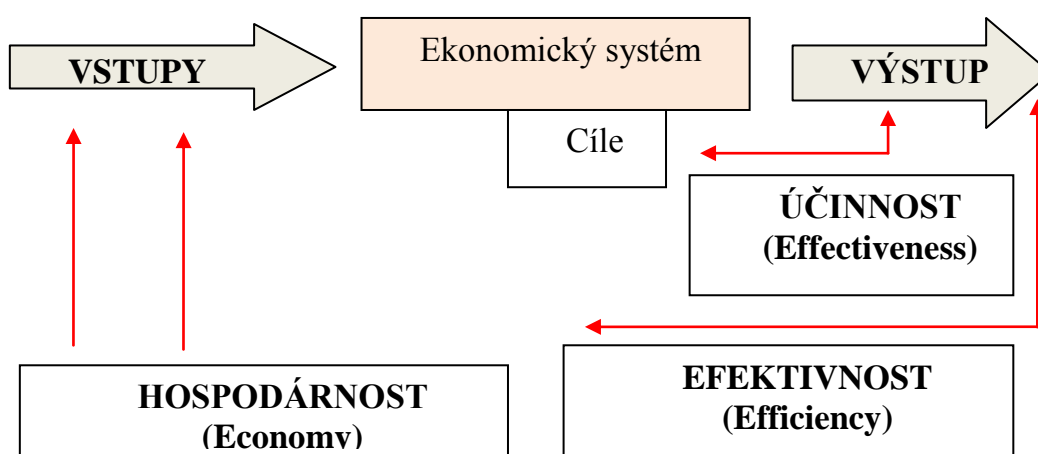 VSTUPY
Ekonomický systém
VÝSTUP
Cíle
ÚČINNOST
(Effectiveness)
HOSPODÁRNOST
(Economy)
EFEKTIVNOST
(Efficiency)